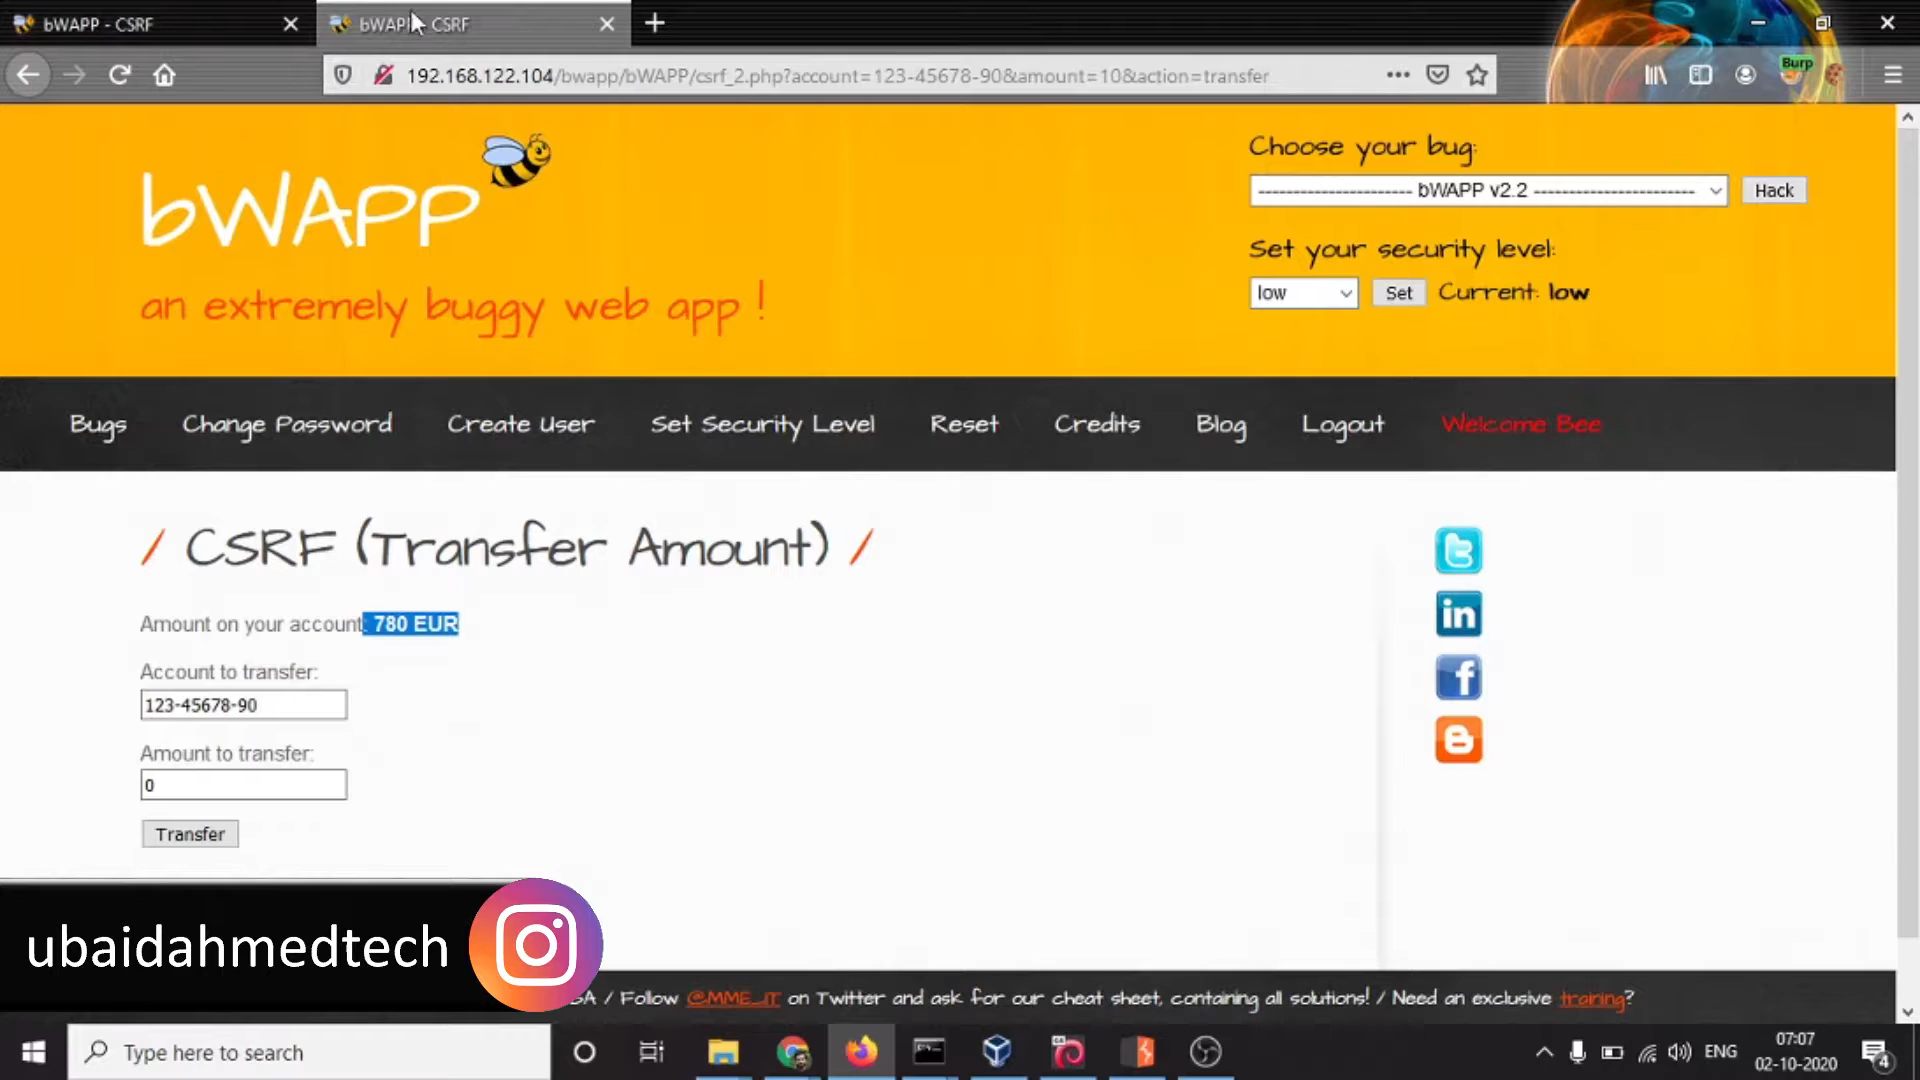 bWAPP - CSRF
bWAPP - CSRF
192.168.122.104/bwapp/bWAPP/csrf_2.php?account=123-45678-90&amount=10&action=transfer
Burp
bWAPP
an extremely buggy web app !
Choose your bug:
---------------------- bWAPP v2.2 ----------------------- Hack
Set your security level:
low Set Current: low
Bugs Change Password Create User Set Security Level Reset Credits Blog Logout Welcome Bee
/ CSRF (Transfer Amount) /
Amount on your account: 780 EUR
Account to transfer:
123-45678-90
Amount to transfer:
0
Transfer
ubaidahmedtech
/ Follow @MME_IT on Twitter and ask for our cheat sheet, containing all solutions! / Need an exclusive training?
Type here to search
ENG
07:07
02-10-2020
4